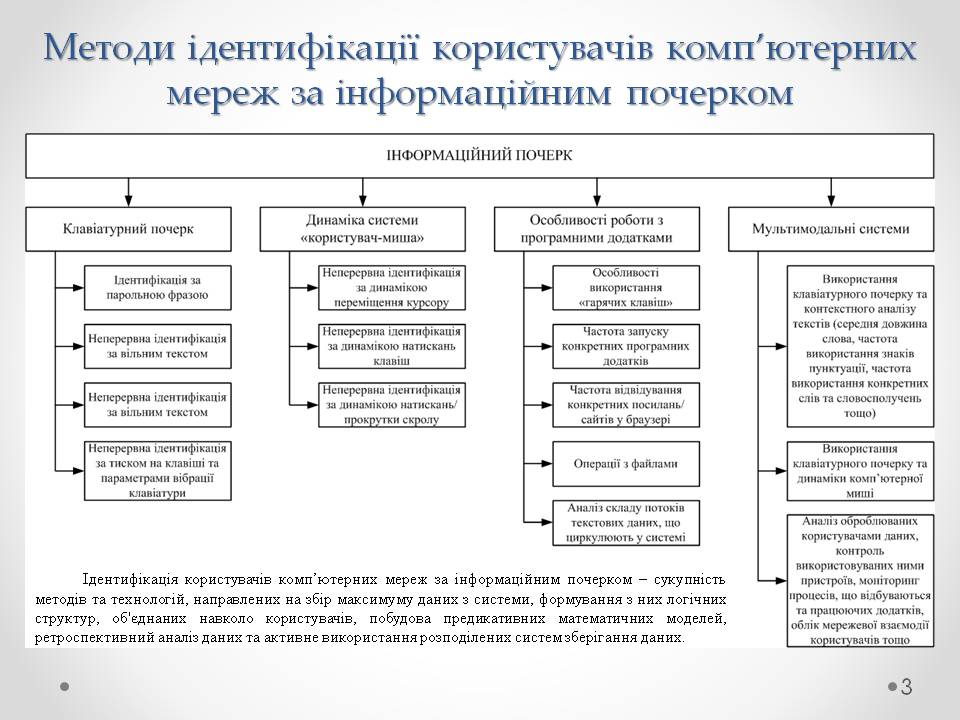 Методи ідентифікації користувачів комп’ютерних
мереж за інформаційним почерком
ІНФОРМАЦІЙНИЙ ПОЧЕРК
Клавіатурний почерк
Ідентифікація за
парольною фразою
Неперервна ідентифікація
за вільним текстом
Неперервна ідентифікація
за вільним текстом
Неперервна ідентифікація
за тиском на клавіші та
параметрами вібрації
клавіатури
Динаміка системи
«користувач-миша»
Неперервна ідентифікація
за динамікою
переміщення курсору
Неперервна ідентифікація
за динамікою натискань
клавіш
Неперервна ідентифікація
за динамікою натискань/
прокрутки скролу
Особливості роботи з
програмними додатками
Особливості
використання
«гарячих клавіш»
Частота запуску
конкретних програмних
додатків
Частота відвідування
конкретних посилань/
сайтів у браузері
Операції з файлами
Аналіз складу потоків
текстових даних, що
циркулюють у системі
Мультимодальні системи
Використання
клавіатурного почерку та
контекстного аналізу
текстів (середня довжина
слова, частота
використання знаків
пунктуації, частота
використання конкретних
слів та словосполучень
тощо)
Використання
клавіатурного почерку та
динаміки комп’ютерної
миші
Аналіз оброблюваних
користувачами даних,
контроль
використовуваних ними
пристроїв, моніторинг
процесів, що відбуваються
та працюючих додатків,
облік мережевої взаємодії
користувачів тощо
Ідентифікація користувачів комп’ютерних мереж за інформаційним почерком – сукупність
методів та технологій, направлених на збір максимуму даних з системи, формування з них логічних
структур, об'єднаних навколо користувачів, побудова предикативних математичних моделей,
ретроспективний аналіз даних та активне використання розподілених систем зберігання даних.
3